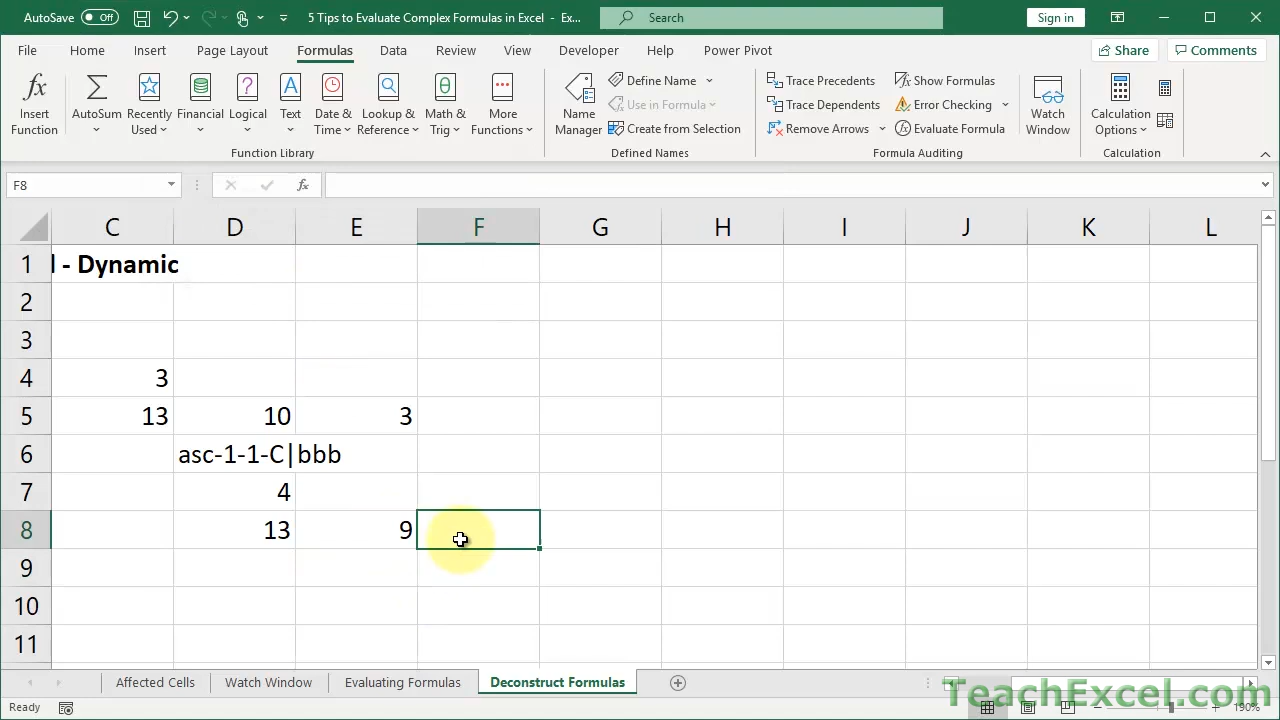 AutoSave Off 5 Tips to Evaluate Complex Formulas in Excel - Ex... Search Sign in
File Home Insert Page Layout Formulas Data Review View Developer Help Power Pivot Share Comments
Insert Function
AutoSum
Recently Used
Financial
Logical
Text
Date & Time
Lookup & Reference
Math & Trig
More Functions
Function Library
Name Manager
Define Name
Use in Formula
Create from Selection
Defined Names
Trace Precedents
Trace Dependents
Remove Arrows
Show Formulas
Error Checking
Evaluate Formula
Formula Auditing
Watch Window
Calculation Options
Calculation
F8 fx
C D E F G H I J K L
1 l - Dynamic
2
3
4 3
5 13 10 3
6 asc-1-1-C|bbb
7 4
8 13 9
9
10
11
Affected Cells Watch Window Evaluating Formulas Deconstruct Formulas
Ready 190%
TeachExcel.com